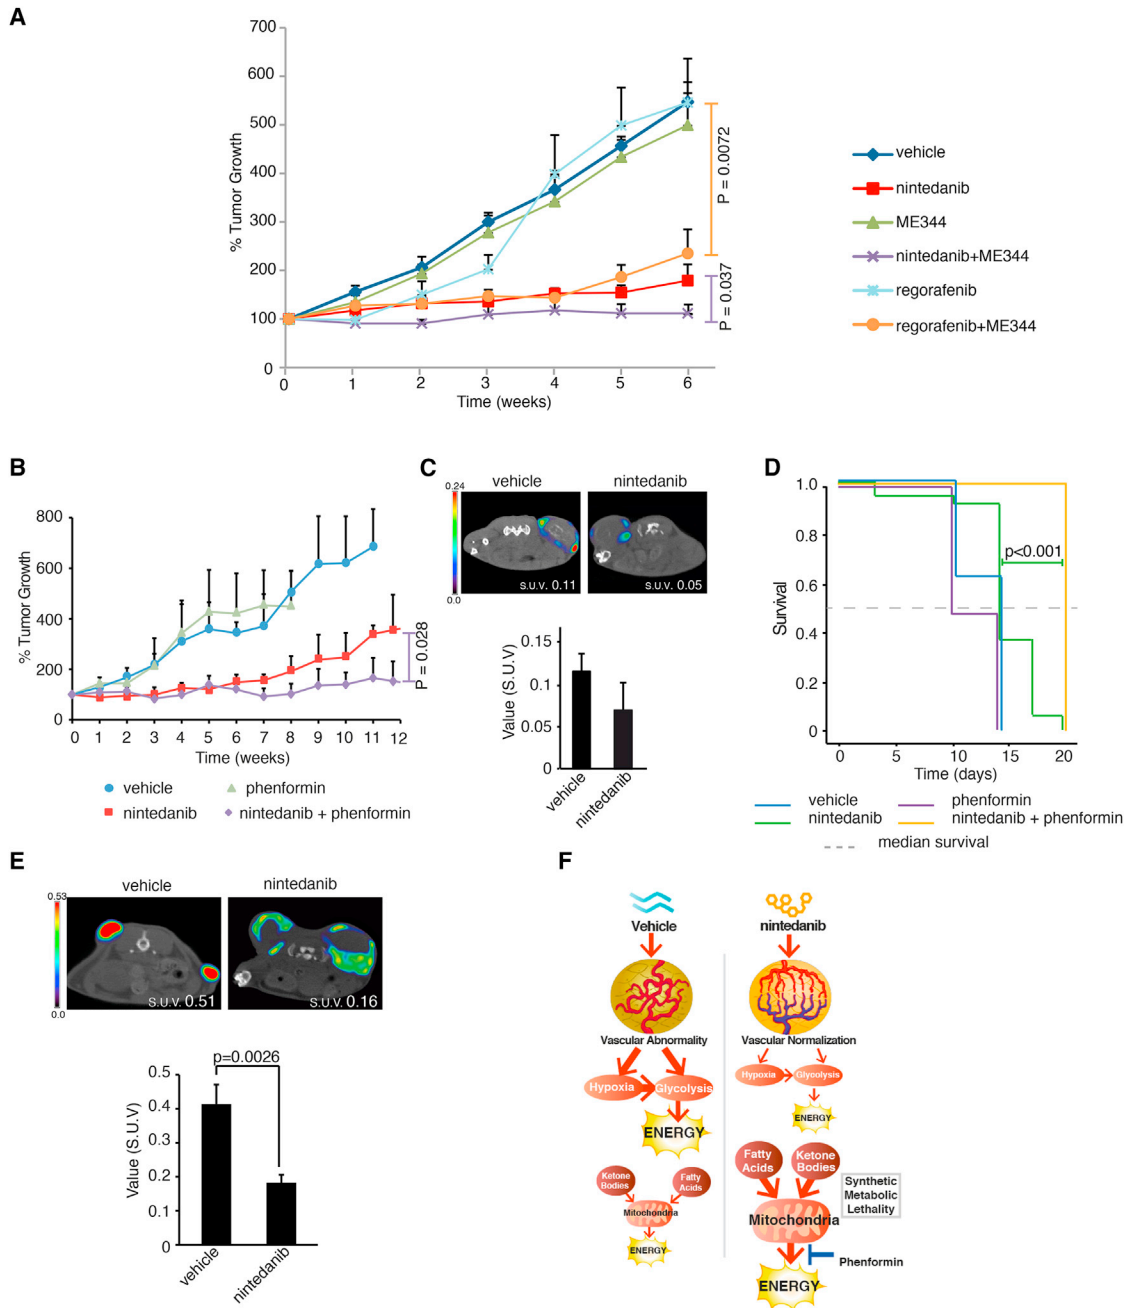 A
700
600
500
400
300
200
100
0
% Tumor Growth
0 1 2 3 4 5 6
Time (weeks)
P = 0.0072
P = 0.037
vehicle
nintedanib
ME344
nintedanib+ME344
regorafenib
regorafenib+ME344
B
800
600
400
200
0
% Tumor Growth
0 1 2 3 4 5 6 7 8 9 10 11 12
Time (weeks)
P = 0.028
vehicle
phenformin
nintedanib
nintedanib + phenformin
C
vehicle nintedanib
0.24
0.0
S.U.V. 0.11
S.U.V. 0.05
0.15
0.1
0.05
0
Value (S.U.V)
vehicle
nintedanib
D
1.0
0.8
0.6
0.4
0.2
0
Survival
p<0.001
0 5 10 15 20
Time (days)
vehicle
phenformin
nintedanib
nintedanib + phenformin
median survival
E
vehicle nintedanib
0.53
0.0
S.U.V. 0.51
S.U.V. 0.16
p=0.0026
0.5
0.4
0.3
0.2
0.1
0
Value (S.U.V)
vehicle
nintedanib
F
Vehicle
Vascular Abnormality
Hypoxia Glycolysis
ENERGY
Ketone
Bodies
Fatty
Acids
Mitochondria
ENERGY
nintedanib
Vascular Normalization
Hypoxia Glycolysis
ENERGY
Fatty
Acids
Ketone
Bodies
Synthetic
Metabolic
Lethality
Mitochondria
Phenformin
ENERGY